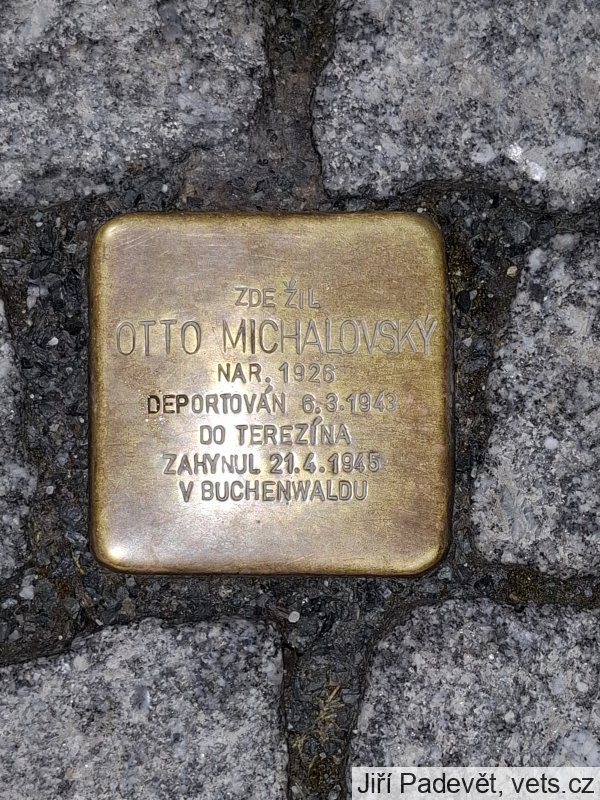 ZDE ŽIL
OTTO MICHALOVSKÝ
NAR. 1926
DEPORTOVÁN 6.3.1943
DO TEREZÍNA
ZAHYNUL 21.4.1945
V BUCHENWALDU
Jiří Padevět, vets.cz